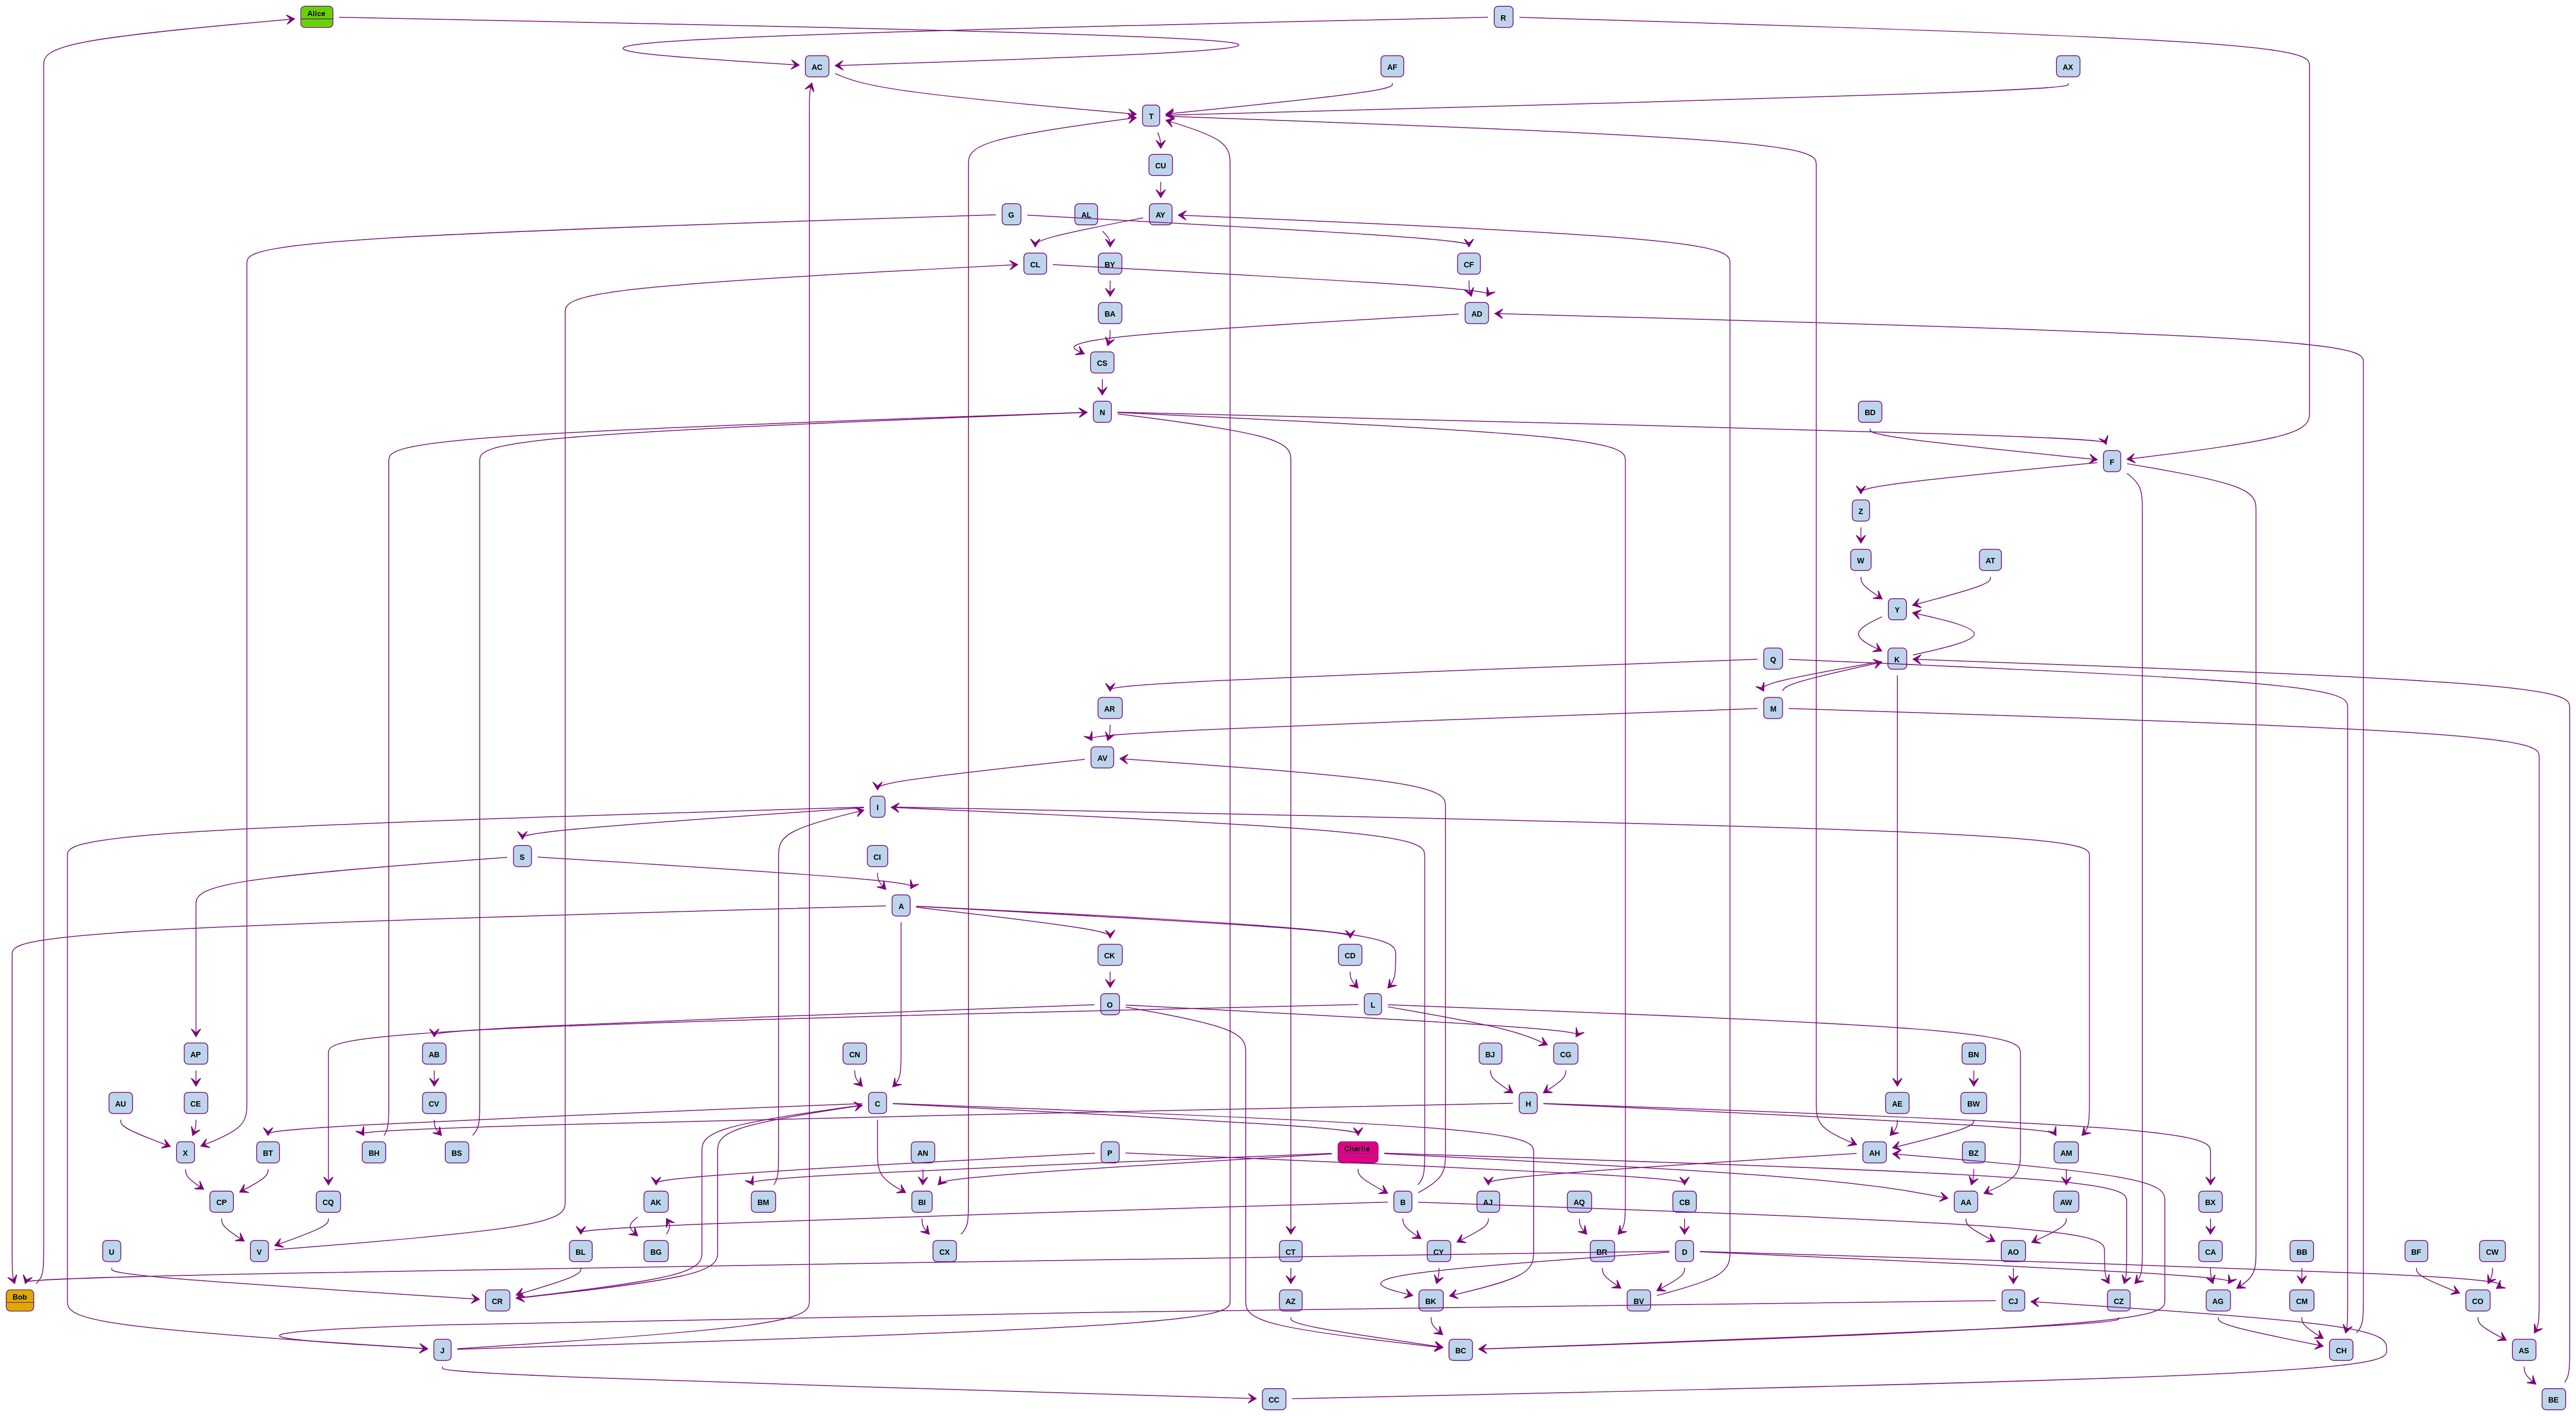 Alice
R
AC
AF
AX
T
CU
G
AL
AY
CL
BY
CF
BA
AD
CS
N
BD
F
Z
W
AT
Y
Q
K
AR
M
AV
I
S
CI
A
CK
CD
O
L
AP
AB
CN
BJ
CG
BN
AU
CE
CV
C
H
AE
BW
X
BT
BH
BS
AN
P
Charlie
AH
BZ
AM
CP
CQ
AK
BM
BI
B
AJ
AQ
CB
AA
AW
BX
U
V
BL
BG
CX
CT
CY
BR
D
AO
CA
BB
BF
CW
Bob
CR
AZ
BK
BV
CJ
CZ
AG
CM
CO
J
BC
CH
AS
CC
BE